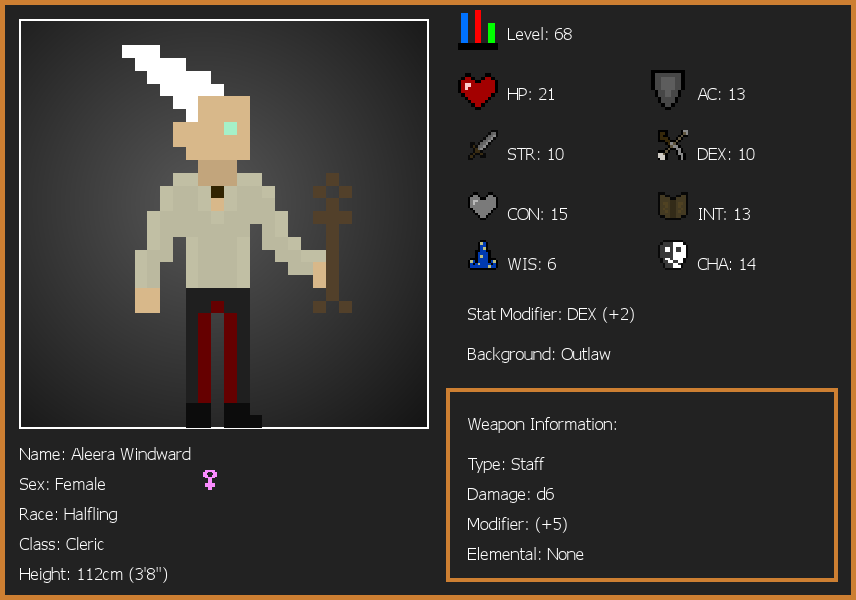 Level: 68
HP: 21
AC: 13
STR: 10
DEX: 10
CON: 15
INT: 13
WIS: 6
CHA: 14
Stat Modifier: DEX (+2)
Background: Outlaw
Weapon Information:
Type: Staff
Damage: d6
Modifier: (+5)
Elemental: None
Name: Aleera Windward
Sex: Female
Race: Halfling
Class: Cleric
Height: 112cm (3'8")